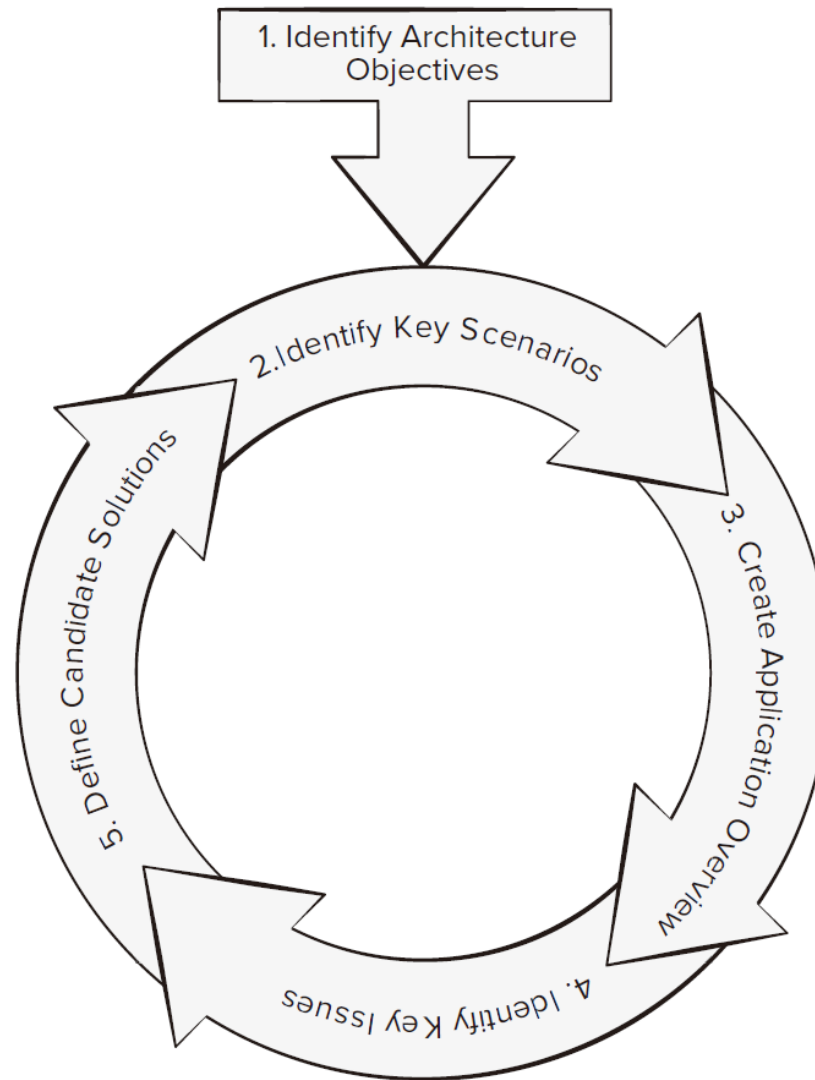 1. Identify Architecture
Objectives
2.Identify Key Scenarios
3. Create Application Overview
4. Identify Key Issues
5. Define Candidate Solutions